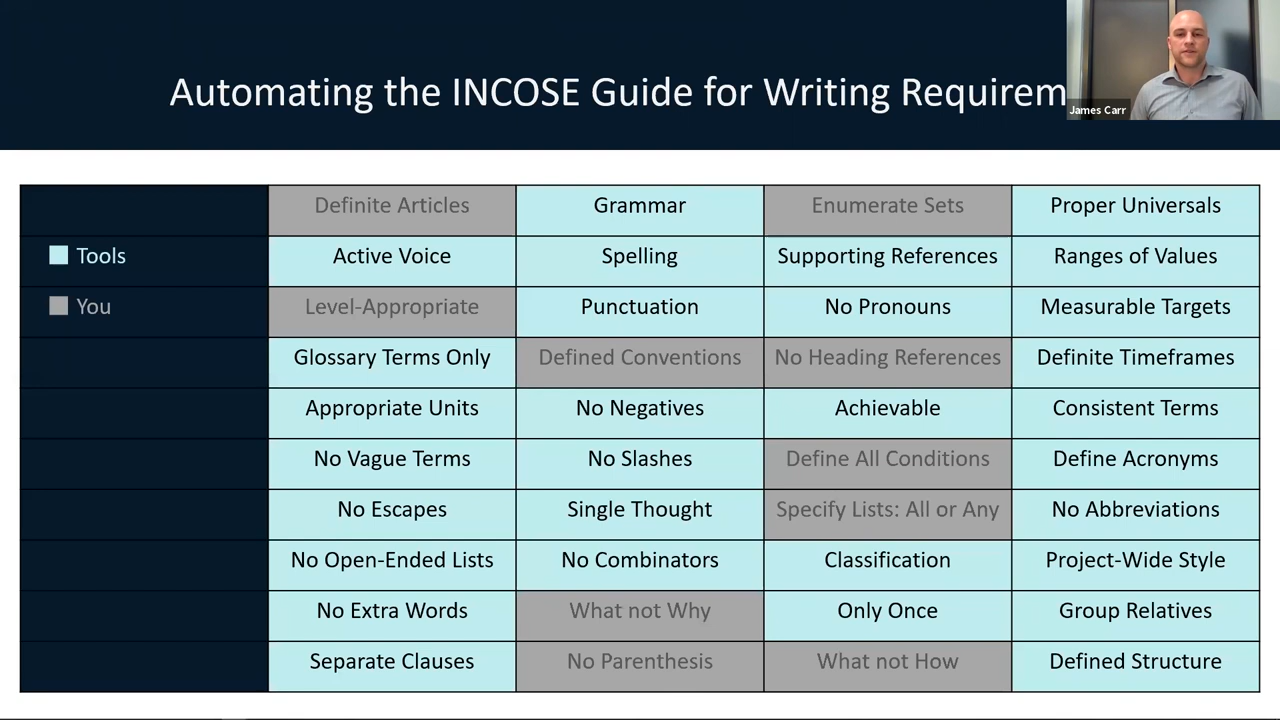 Automating the INCOSE Guide for Writing Requirem
James Carr
Definite Articles Grammar Enumerate Sets Proper Universals
Tools Active Voice Spelling Supporting References Ranges of Values
You Level-Appropriate Punctuation No Pronouns Measurable Targets
Glossary Terms Only Defined Conventions No Heading References Definite Timeframes
Appropriate Units No Negatives Achievable Consistent Terms
No Vague Terms No Slashes Define All Conditions Define Acronyms
No Escapes Single Thought Specify Lists: All or Any No Abbreviations
No Open-Ended Lists No Combinators Classification Project-Wide Style
No Extra Words What not Why Only Once Group Relatives
Separate Clauses No Parenthesis What not How Defined Structure